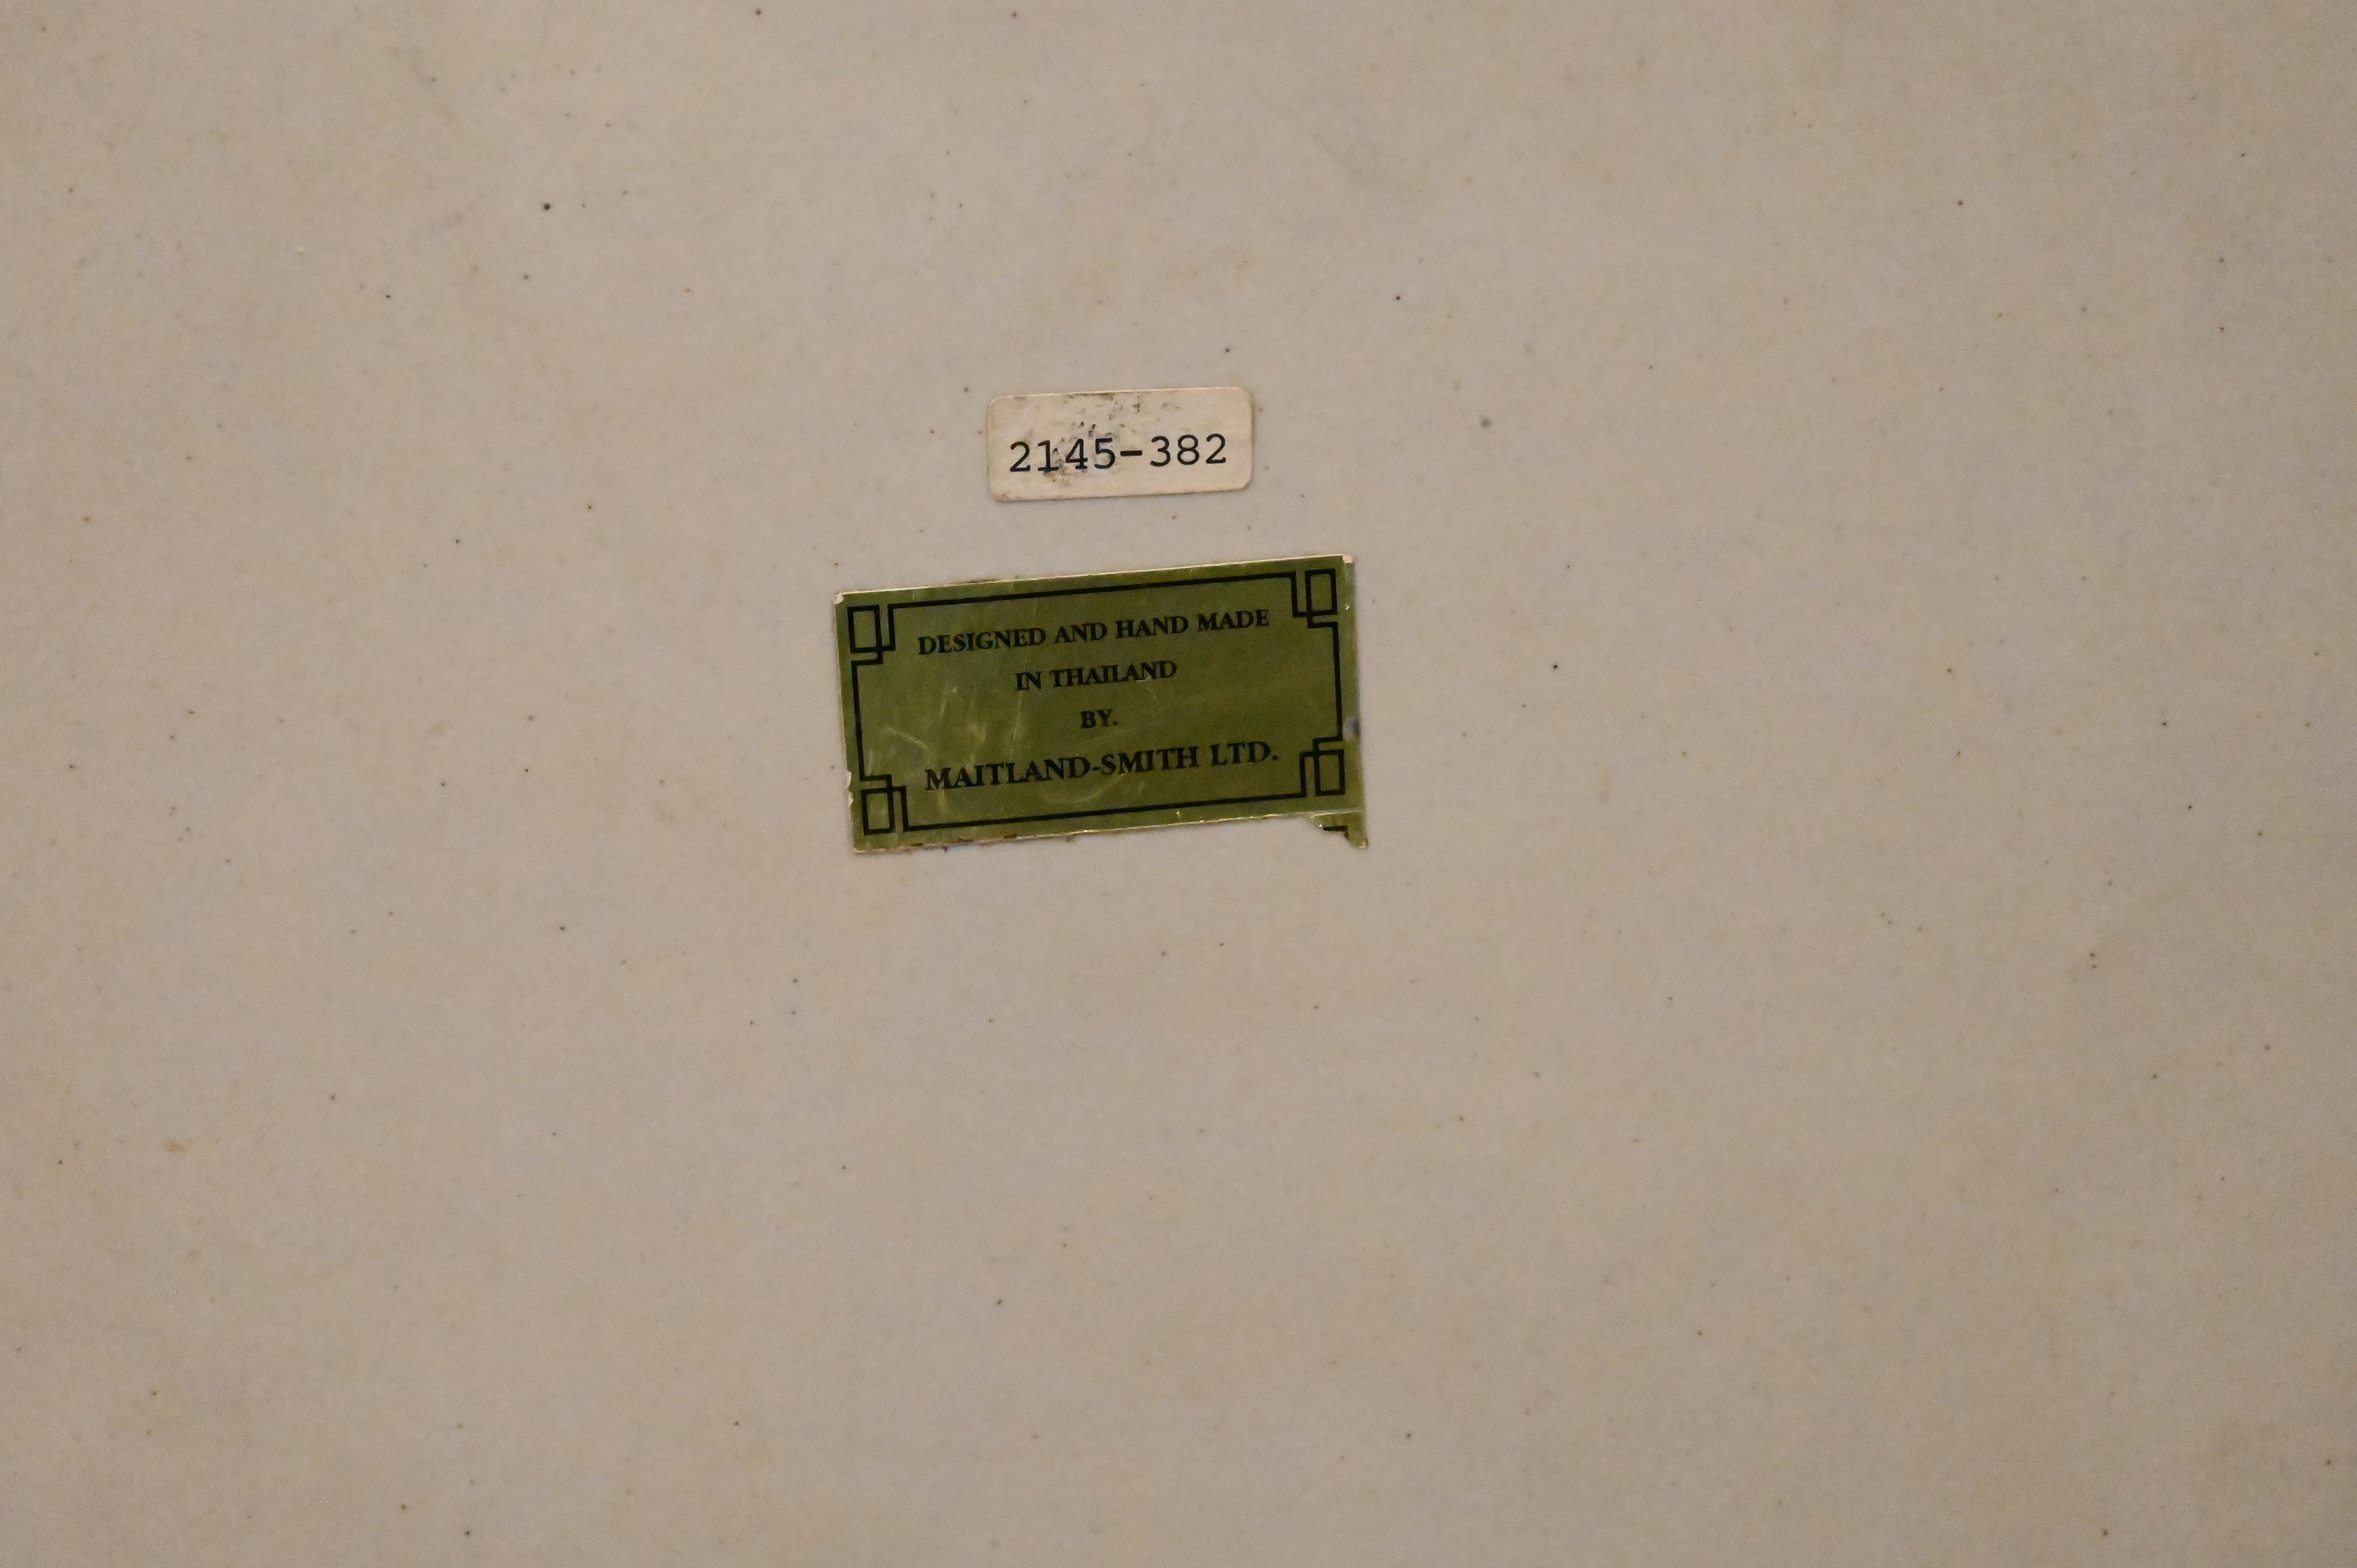 2145-382
DESIGNED AND HAND MADE
IN THAILAND
BY.
MAITLAND-SMITH LTD.